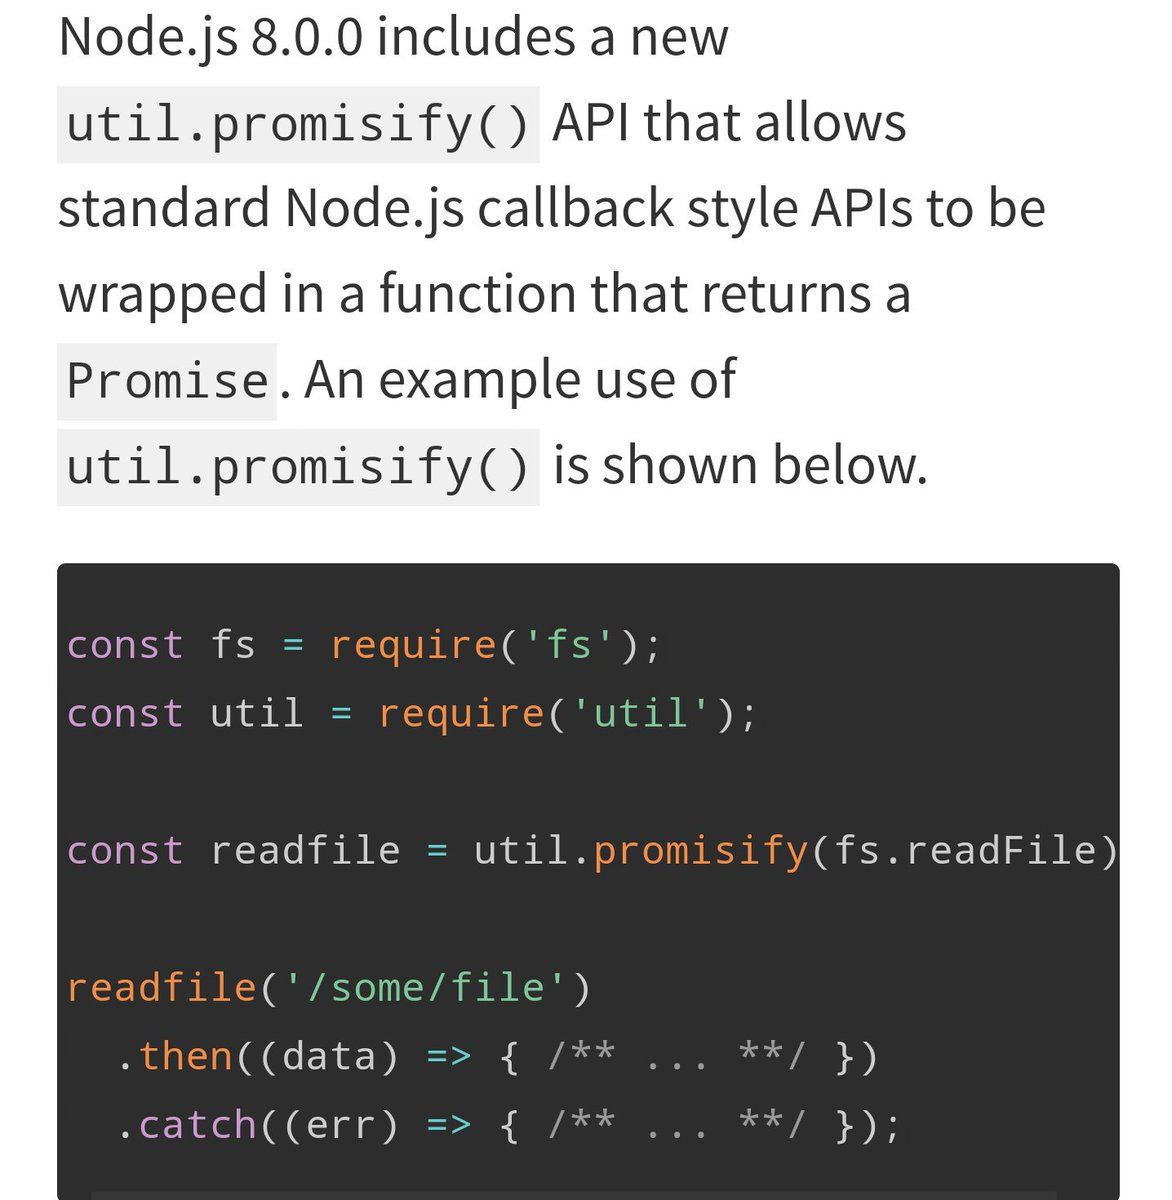 Node.js 8.0.0 includes a new
util.promisify() API that allows
standard Node.js callback style APIs to be
wrapped in a function that returns a
Promise. An example use of
util.promisify() is shown below.
const fs = require('fs');
const util = require('util');
const readfile = util.promisify(fs.readFile)
readfile('/some/file')
  .then((data) => { /** ... **/ })
  .catch((err) => { /** ... **/ });